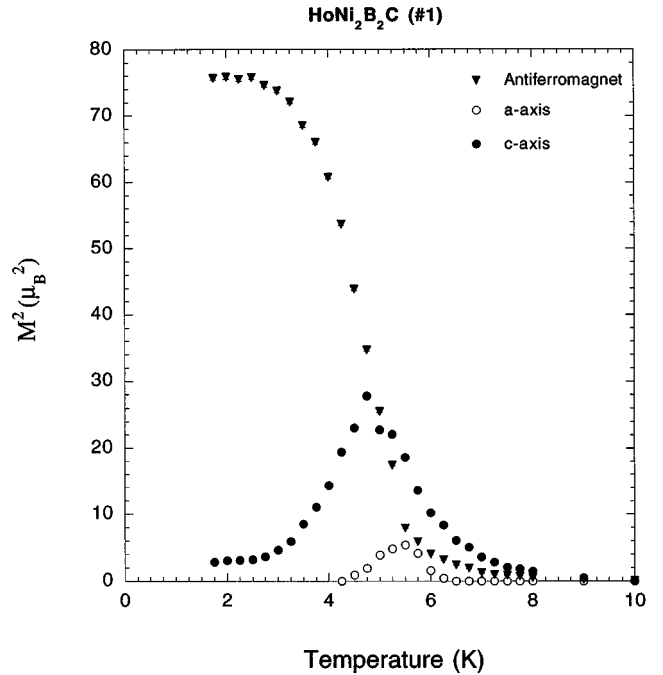 HoNi₂B₂C (#1)
80
Antiferromagnet
a-axis
70
c-axis
60
50
M² (μ_B²)
40
30
20
10
0
0 2 4 6 8 10
Temperature (K)